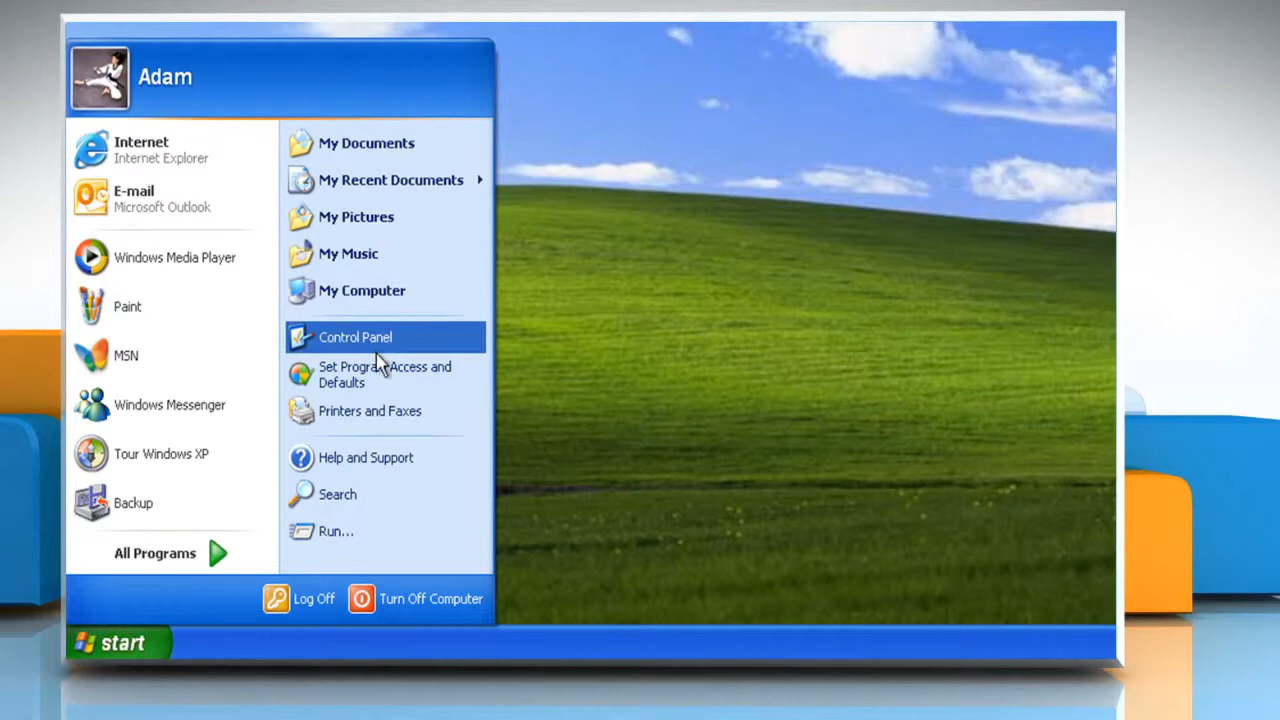 Adam
Internet
Internet Explorer
E-mail
Microsoft Outlook
Windows Media Player
Paint
MSN
Windows Messenger
Tour Windows XP
Backup
All Programs
My Documents
My Recent Documents
My Pictures
My Music
My Computer
Control Panel
Set Program Access and
Defaults
Printers and Faxes
Help and Support
Search
Run...
Log Off
Turn Off Computer
start